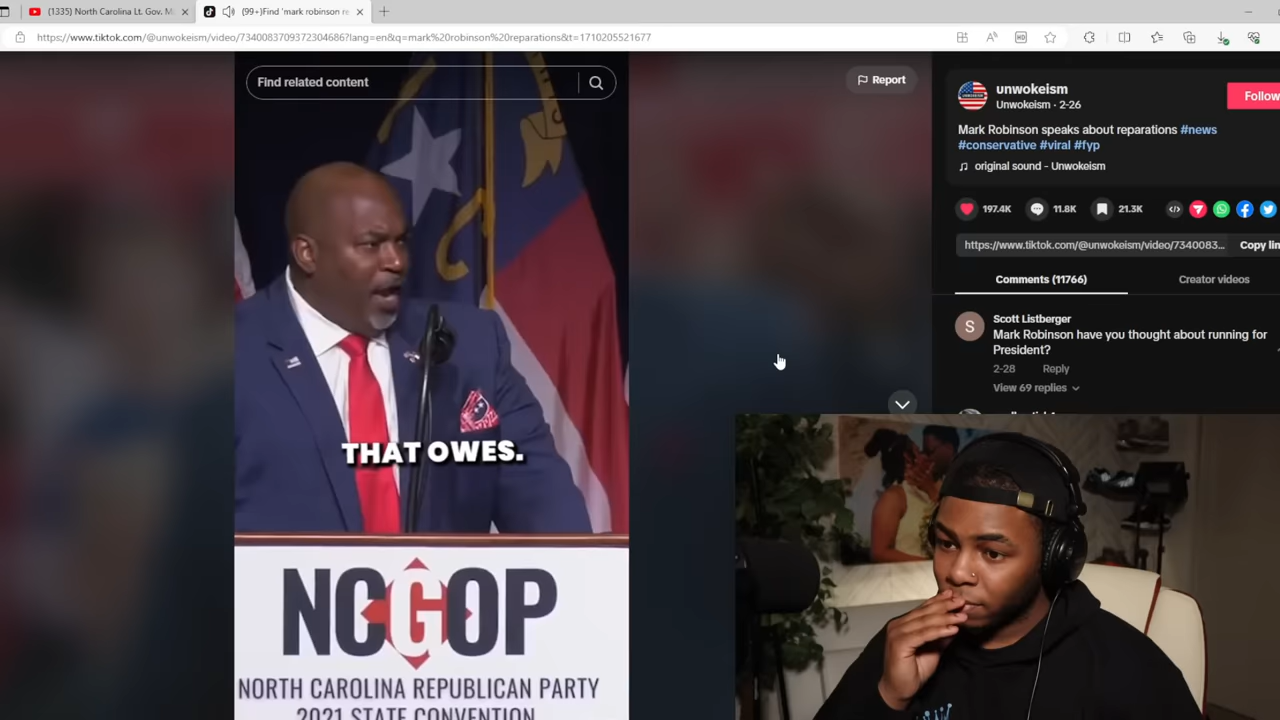 (1335) North Carolina Lt. Gov. M
(99+)Find 'mark robinson re
https://www.tiktok.com/@unwokeism/video/7340083709372304686?lang=en&q=mark%20robinson%20reparations&t=1710205521677
Find related content
Report
THAT OWES.
NCGOP
NORTH CAROLINA REPUBLICAN PARTY
2021 STATE CONVENTION
unwokeism
Unwokeism · 2-26
Follow
Mark Robinson speaks about reparations #news
#conservative #viral #fyp
original sound - Unwokeism
197.4K
11.8K
21.3K
https://www.tiktok.com/@unwokeism/video/7340083...
Copy lin
Comments (11766)
Creator videos
S
Scott Listberger
Mark Robinson have you thought about running for
President?
2-28
Reply
View 69 replies